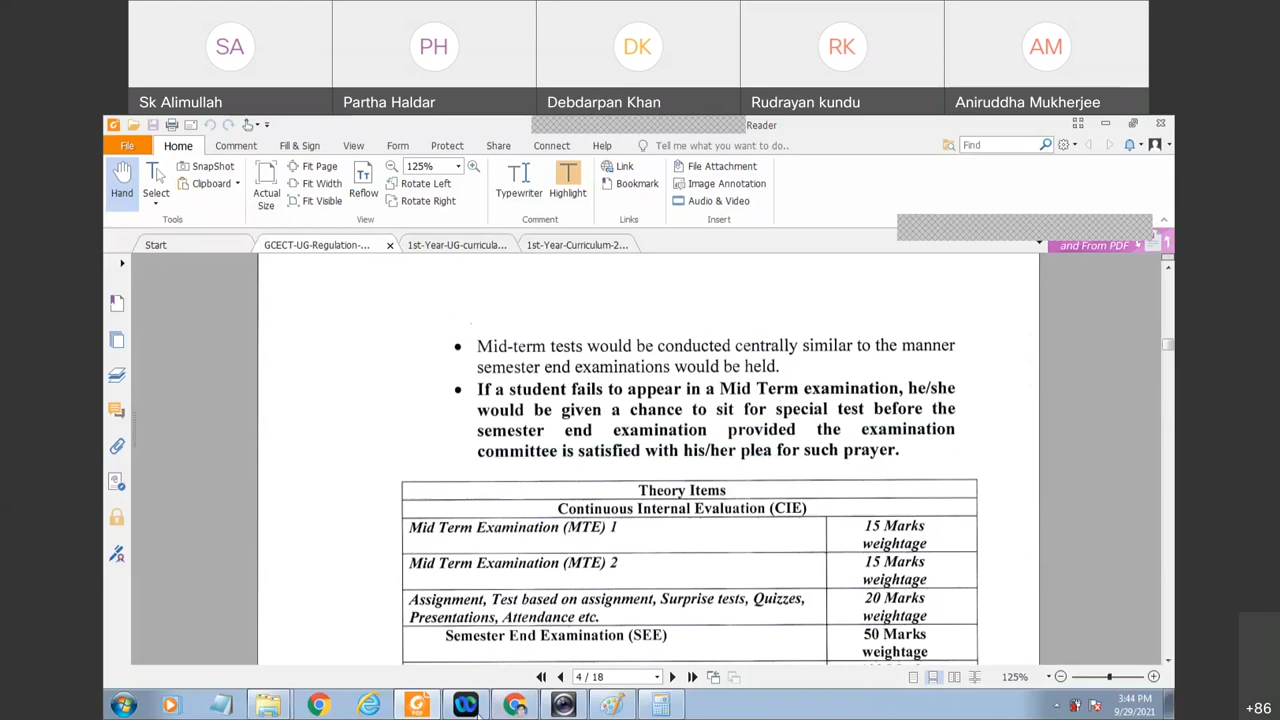 SA
PH
DK
RK
AM
Sk Alimullah
Partha Haldar
Debdarpan Khan
Rudrayan kundu
Aniruddha Mukherjee
Reader
File
Home
Comment
View
Form
Protect
Share
Connect
Help
Tell me what you want to do..
Find
Fill & Sign
Hand
Select
SnapShot
Clipboard
Tools
Actual
Size
Fit Page
Fit Width
Fit Visible
Reflow
125%
Rotate Left
Rotate Right
View
Typewriter
Highlight
Comment
Link
Bookmark
Links
File Attachment
Image Annotation
Audio & Video
Insert
Start
GCECT-UG-Regulation-...
1st-Year-UG-curricula...
1st-Year-Curriculum-2...
and From PDF
• Mid-term tests would be conducted centrally similar to the manner
semester end examinations would be held.
• If a student fails to appear in a Mid Term examination, he/she
would be given a chance to sit for special test before the
semester end examination provided the examination
committee is satisfied with his/her plea for such prayer.
Theory Items
Continuous Internal Evaluation (CIE)
Mid Term Examination (MTE) 1
15 Marks
weightage
Mid Term Examination (MTE) 2
15 Marks
weightage
Assignment, Test based on assignment, Surprise tests, Quizzes,
Presentations, Attendance etc.
20 Marks
weightage
Semester End Examination (SEE)
50 Marks
weightage
4 / 18
125%
3:44 PM
9/29/2021
+86